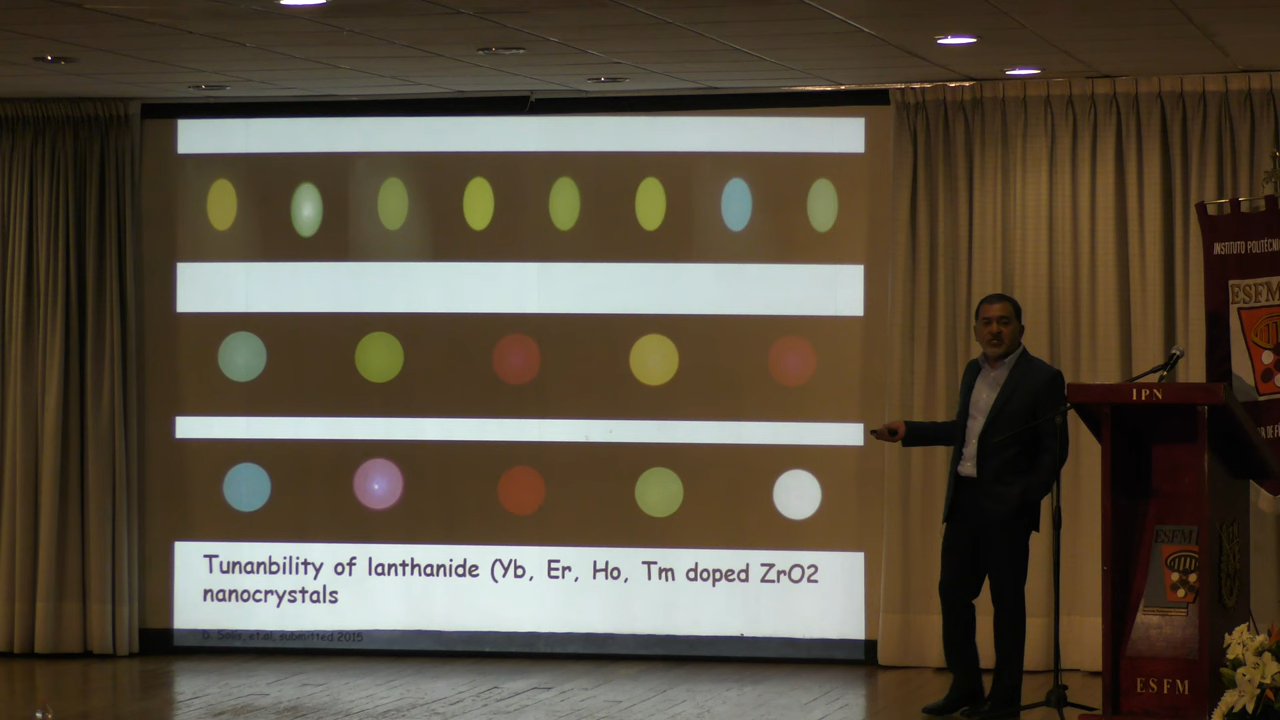 Tunanbility of lanthanide (Yb, Er, Ho, Tm doped ZrO2
nanocrystals
D. Solis, et.al, submitted 2015
INSTITUTO POLITÉCNI
ESFM
IPN
ESFM
ESFM